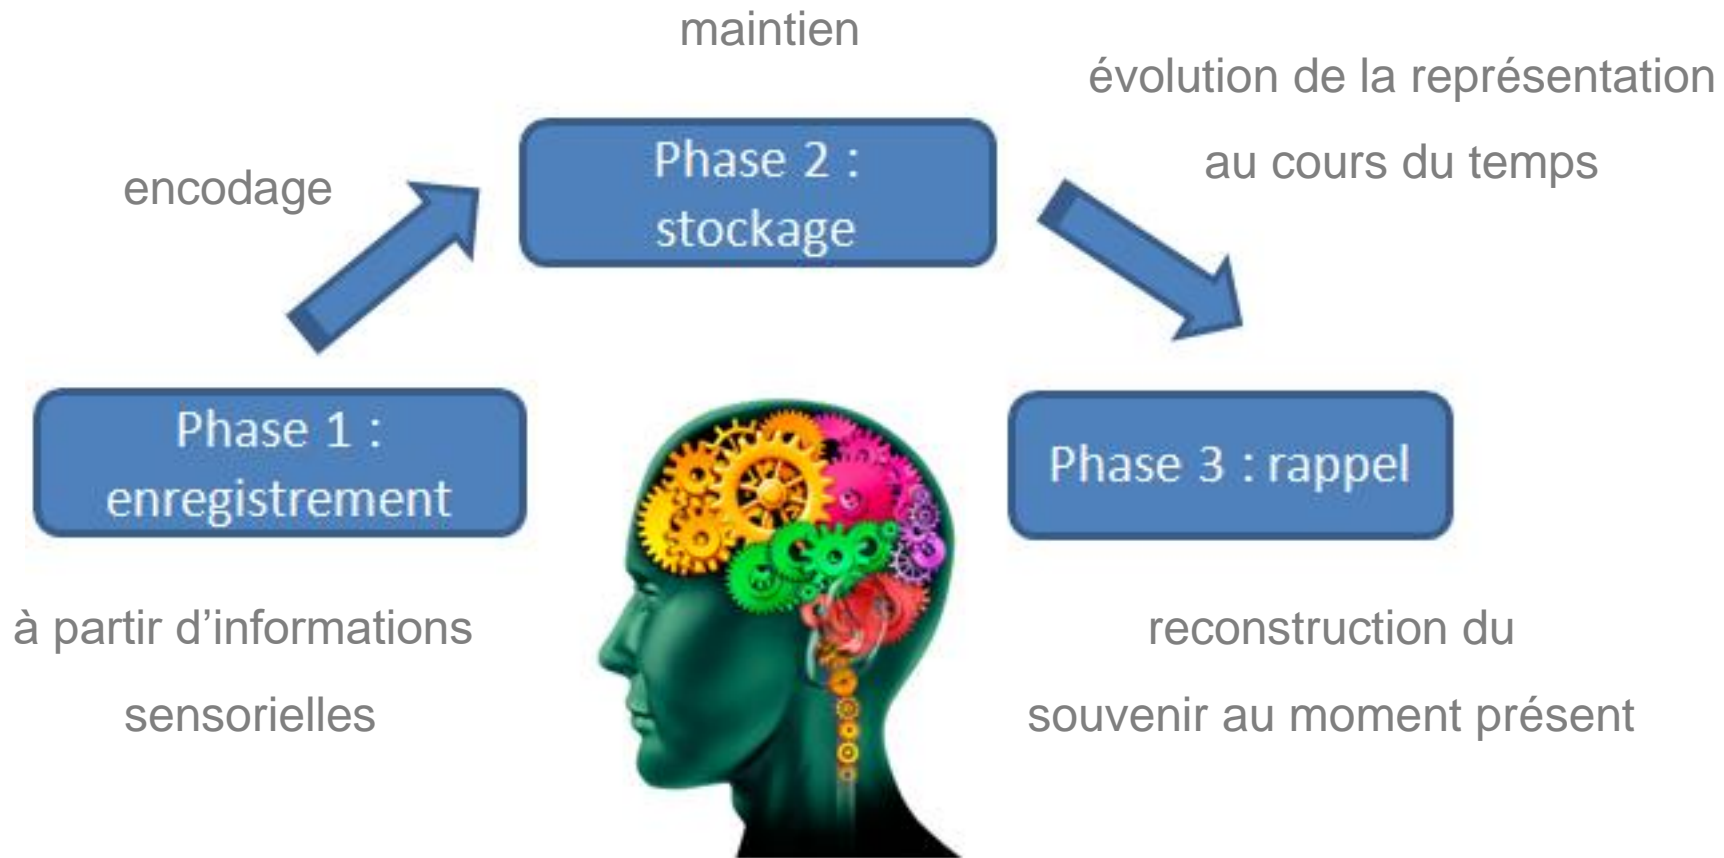 maintien
évolution de la représentation
au cours du temps
encodage
Phase 2 :
stockage
Phase 1 :
enregistrement
Phase 3 : rappel
à partir d’informations
sensorielles
reconstruction du
souvenir au moment présent